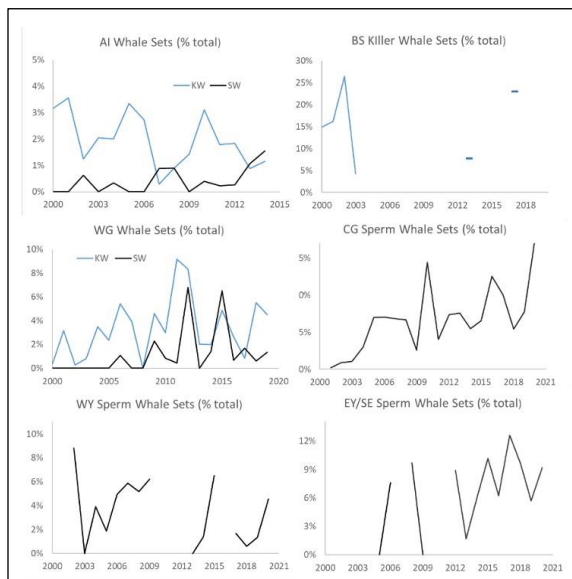 AI Whale Sets (% total)
5%
4%
3%
2%
1%
0%
KW SW
2000 2003 2006 2009 2012 2015
BS KIller Whale Sets (% total)
30%
25%
20%
15%
10%
5%
0%
2000 2003 2006 2009 2012 2015 2018
WG Whale Sets (% total)
10%
8%
6%
4%
2%
0%
KW SW
2000 2005 2010 2015 2020
CG Sperm Whale Sets (% total)
5%
0%
5%
0%
2000 2003 2006 2009 2012 2015 2018 2021
WY Sperm Whale Sets (% total)
10%
8%
6%
4%
2%
0%
2000 2003 2006 2009 2012 2015 2018 2021
EY/SE Sperm Whale Sets (% total)
12%
9%
6%
3%
0%
2000 2003 2006 2009 2012 2015 2018 2021